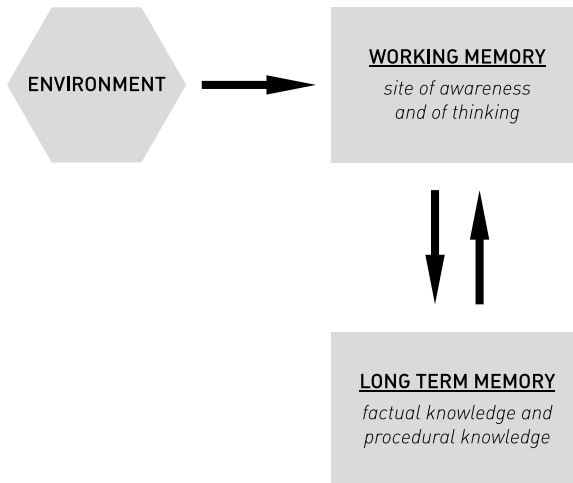 ENVIRONMENT
WORKING MEMORY
site of awareness
and of thinking
LONG TERM MEMORY
factual knowledge and
procedural knowledge